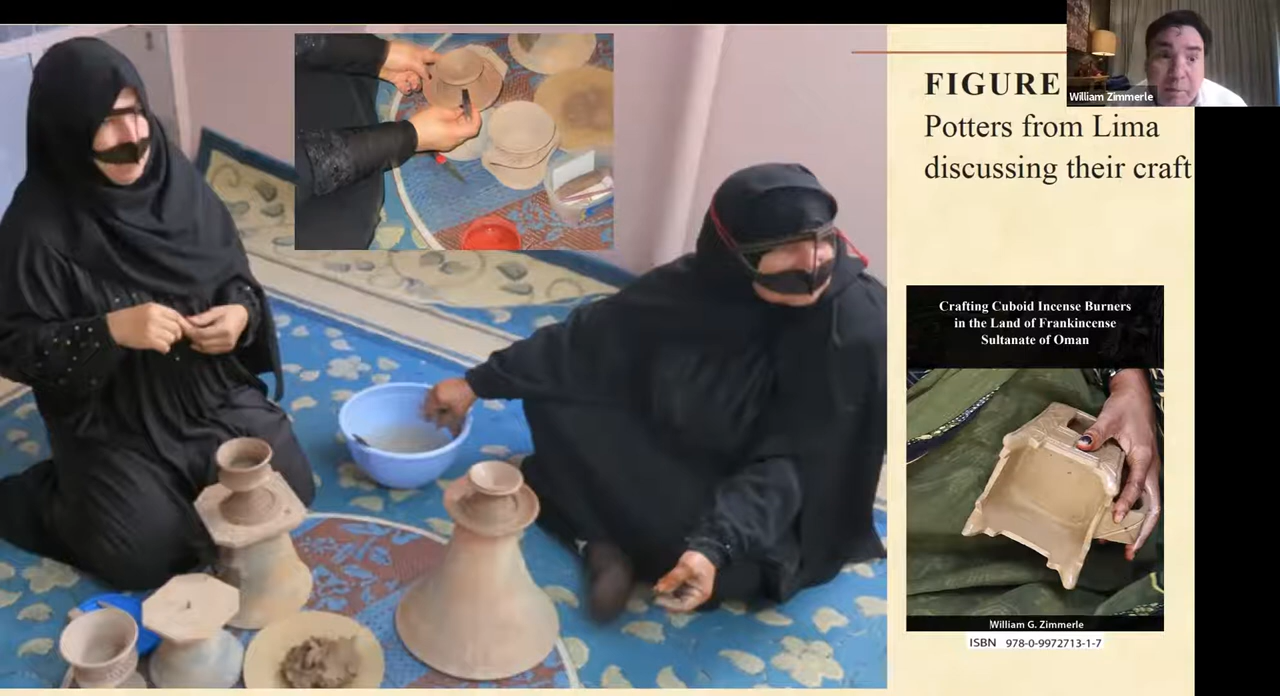 FIGURE
Potters from Lima
discussing their craft
William Zimmerle
Crafting Cuboid Incense Burners
in the Land of Frankincense
Sultanate of Oman
William G. Zimmerle
ISBN 978-0-9972713-1-7